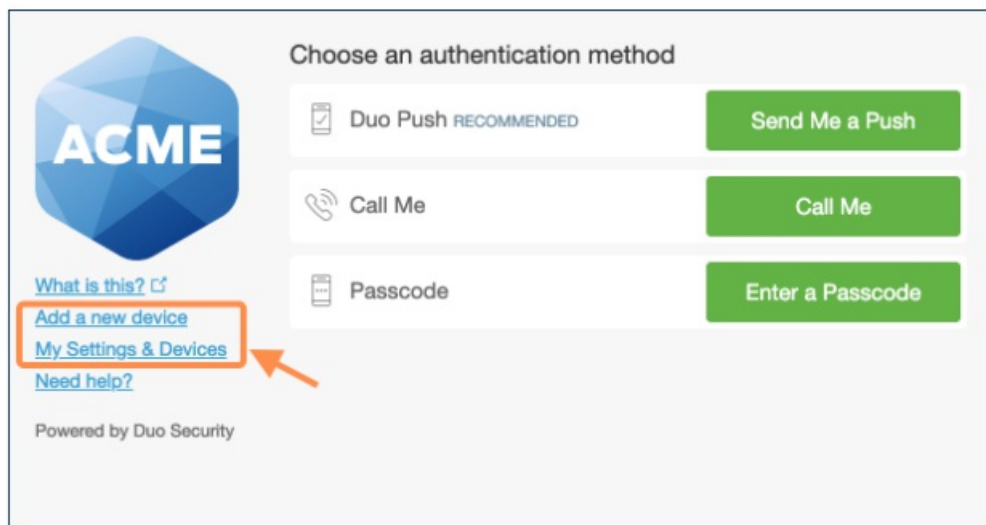 Choose an authentication method
ACME
Duo Push RECOMMENDED
Send Me a Push
Call Me
Call Me
Passcode
Enter a Passcode
What is this?
Add a new device
My Settings & Devices
Need help?
Powered by Duo Security